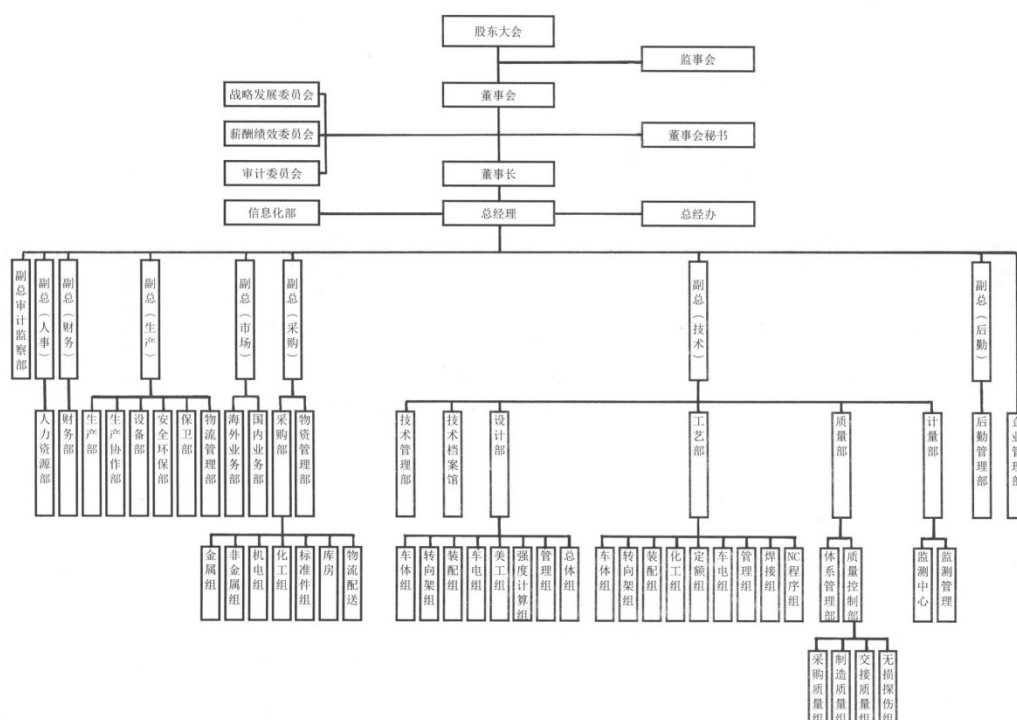 股东大会
监事会
战略发展委员会
董事会
薪酬绩效委员会
董事会秘书
审计委员会
董事长
信息化部
总经理
总经办
副总审计监察部
副总（人事）
副总（财务）
副总（生产）
副总（市场）
副总（采购）
副总（技术）
副总（后勤）
人力资源部
财务部
生产部
生产协作部
设备部
安全环保部
保卫部
物流管理部
海外业务部
国内业务部
采购部
物资管理部
技术管理部
技术档案馆
设计部
工艺部
质量部
计量部
后勤管理部
企业管理部
金属组
非金属组
机电组
化工组
标准件组
库房
物流配送
车体组
转向架组
装配组
车电组
美工组
强度计算组
管理组
总体组
车体组
转向架组
装配组
化工组
定额组
车电组
管理组
焊接组
NC程序组
体系管理部
质量控制部
监测中心
监测管理
采购质量组
制造质量组
交接质量组
无损探伤组